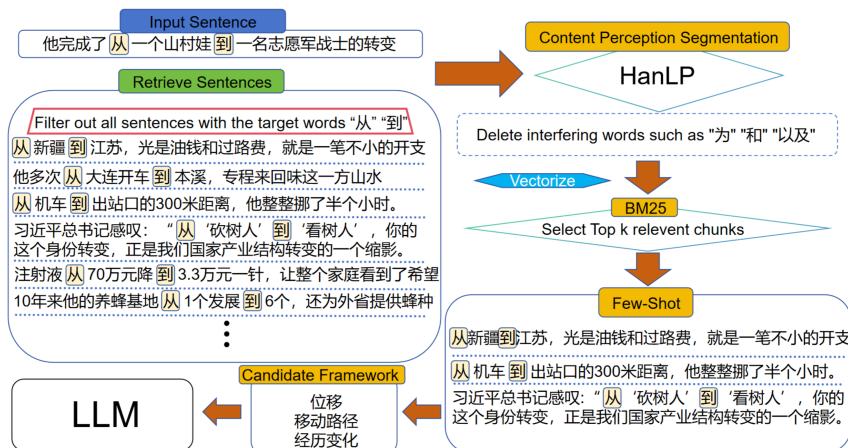 Input Sentence
他完成了 从 一个山村娃 到 一名志愿军战士的转变
Retrieve Sentences
Filter out all sentences with the target words “从” “到”
从 新疆 到 江苏，光是油钱和过路费，就是一笔不小的开支
他多次 从 大连开车 到 本溪，专程来回味这一方山水
从 机车 到 出站口的300米距离，他整整挪了半个小时。
习近平总书记感叹：“ 从 ‘砍树人’ 到 ‘看树人’，你的
这个身份转变，正是我们国家产业结构转变的一个缩影。
注射液 从 70万元降 到 3.3万元一针，让整个家庭看到了希望
10年来他的养蜂基地 从 1个发展 到 6个，还为外省提供蜂种
Content Perception Segmentation
HanLP
Delete interfering words such as "为" "和" "以及"
Vectorize
BM25
Select Top k relevent chunks
Few-Shot
从新疆到江苏，光是油钱和过路费，就是一笔不小的开支
从 机车 到 出站口的300米距离，他整整挪了半个小时。
习近平总书记感叹：“ 从 ‘砍树人’ 到 ‘看树人’，你的
这个身份转变，正是我们国家产业结构转变的一个缩影。
Candidate Framework
位移
移动路径
经历变化
LLM